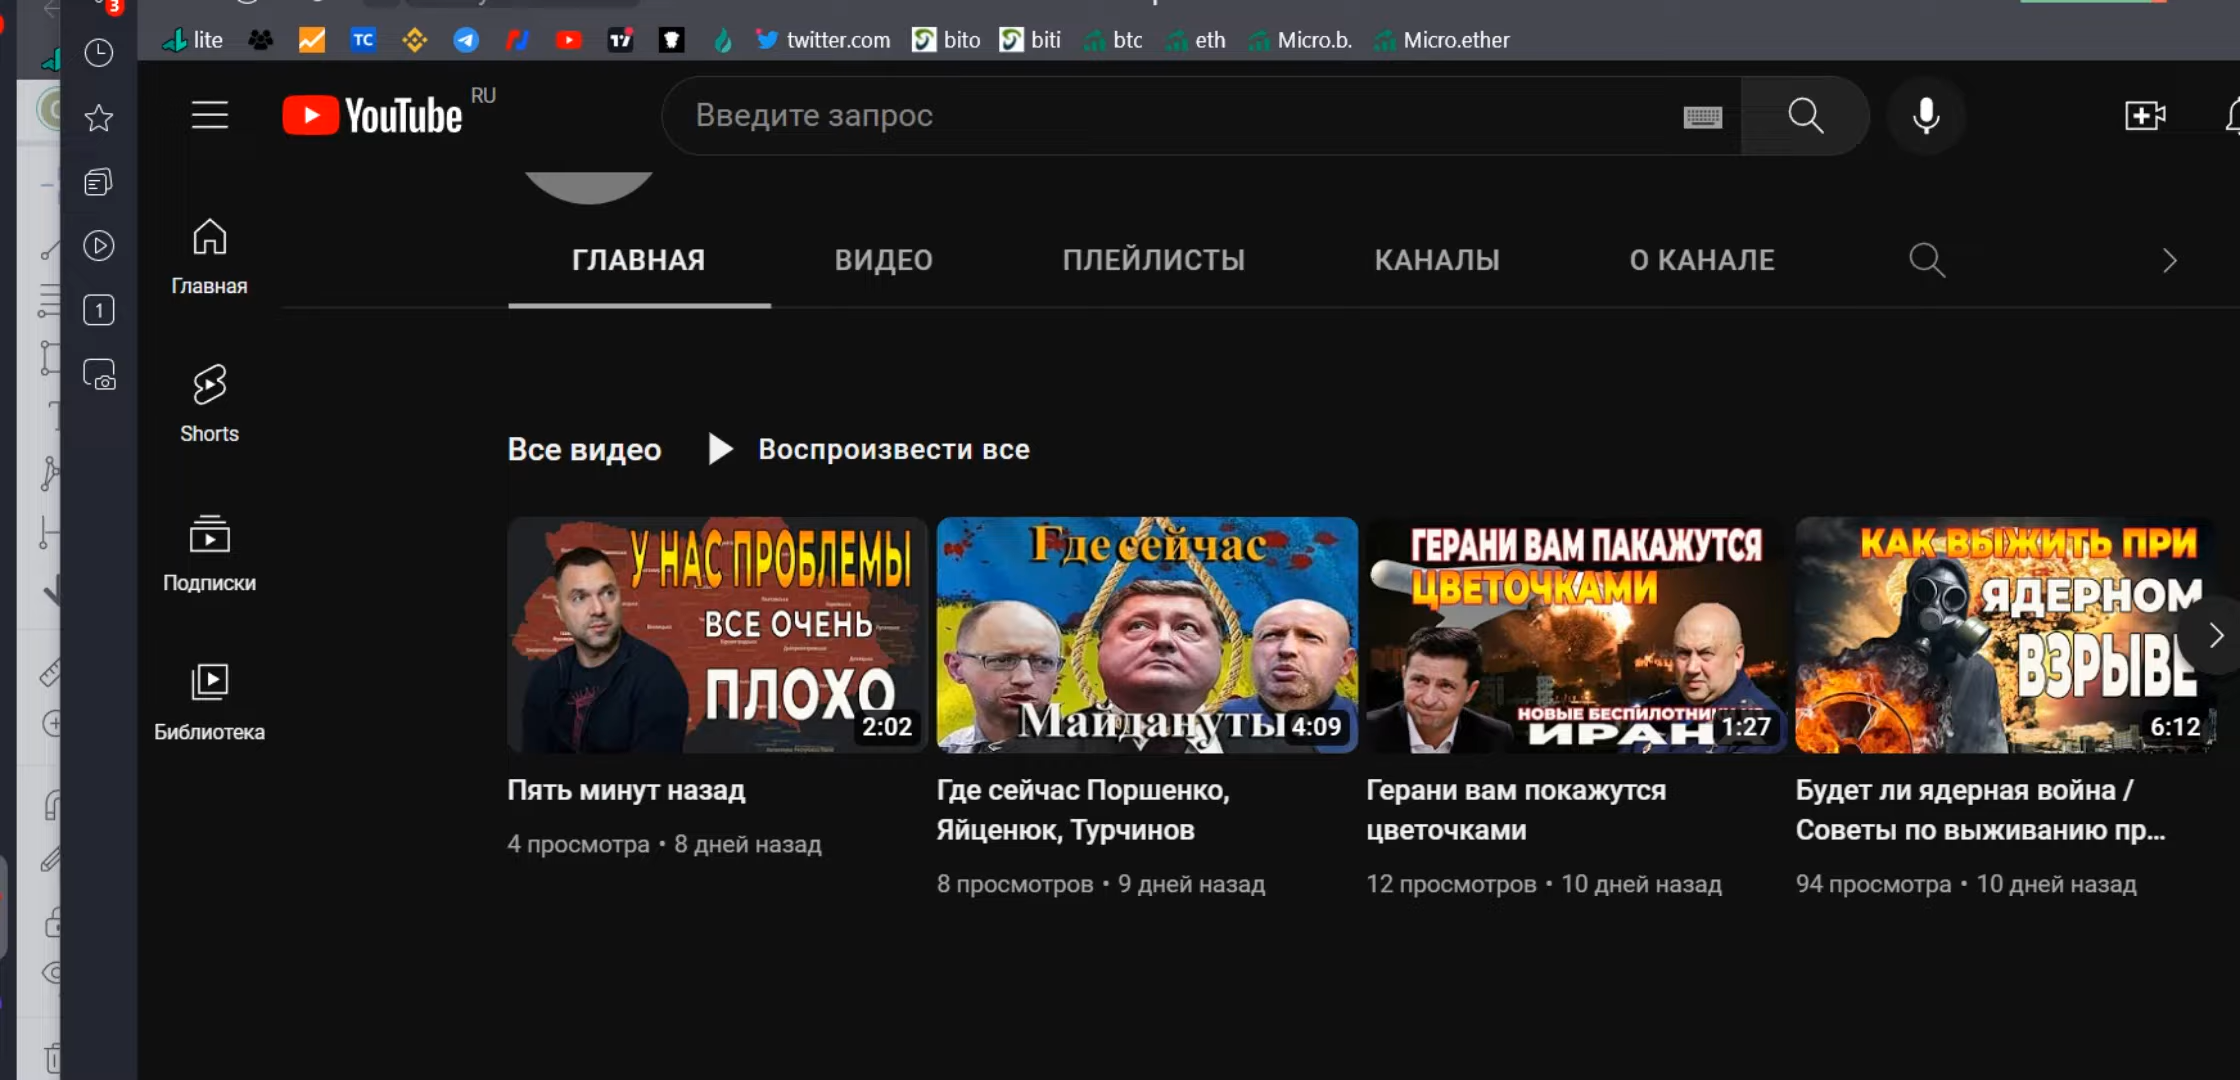 3
lite
TC
twitter.com
bito
biti
btc
eth
Micro.b.
Micro.ether
YouTube RU
Введите запрос
1
Главная
Shorts
Подписки
Библиотека
ГЛАВНАЯ
ВИДЕО
ПЛЕЙЛИСТЫ
КАНАЛЫ
О КАНАЛЕ
Все видео
Воспроизвести все
У НАС ПРОБЛЕМЫ
ВСЕ ОЧЕНЬ
ПЛОХО
2:02
Пять минут назад
4 просмотра • 8 дней назад
Где сейчас
Майдануты
4:09
Где сейчас Поршенко,
Яйценюк, Турчинов
8 просмотров • 9 дней назад
ГЕРАНИ ВАМ ПАКАЖУТСЯ
ЦВЕТОЧКАМИ
НОВЫЕ
ИРАН
1:27
Герани вам покажутся
цветочками
12 просмотров • 10 дней назад
КАК ВЫЖИТЬ ПРИ
ЯДЕРНОМ
ВЗРЫВЕ
6:12
Будет ли ядерная война /
Советы по выживанию пр...
94 просмотра • 10 дней назад